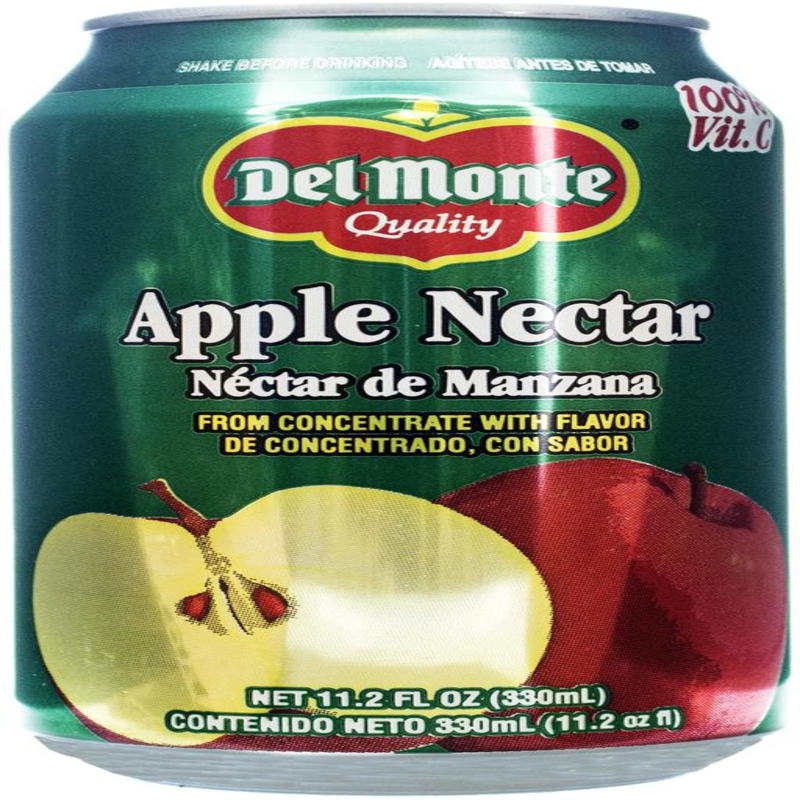 SHAKE BEFORE DRINKING /AGÍTESE ANTES DE TOMAR
100%
Vit. C
Del Monte
®
Quality
Apple Nectar
Néctar de Manzana
FROM CONCENTRATE WITH FLAVOR
DE CONCENTRADO, CON SABOR
NET 11.2 FL OZ (330mL)
CONTENIDO NETO 330mL (11.2 oz fl)